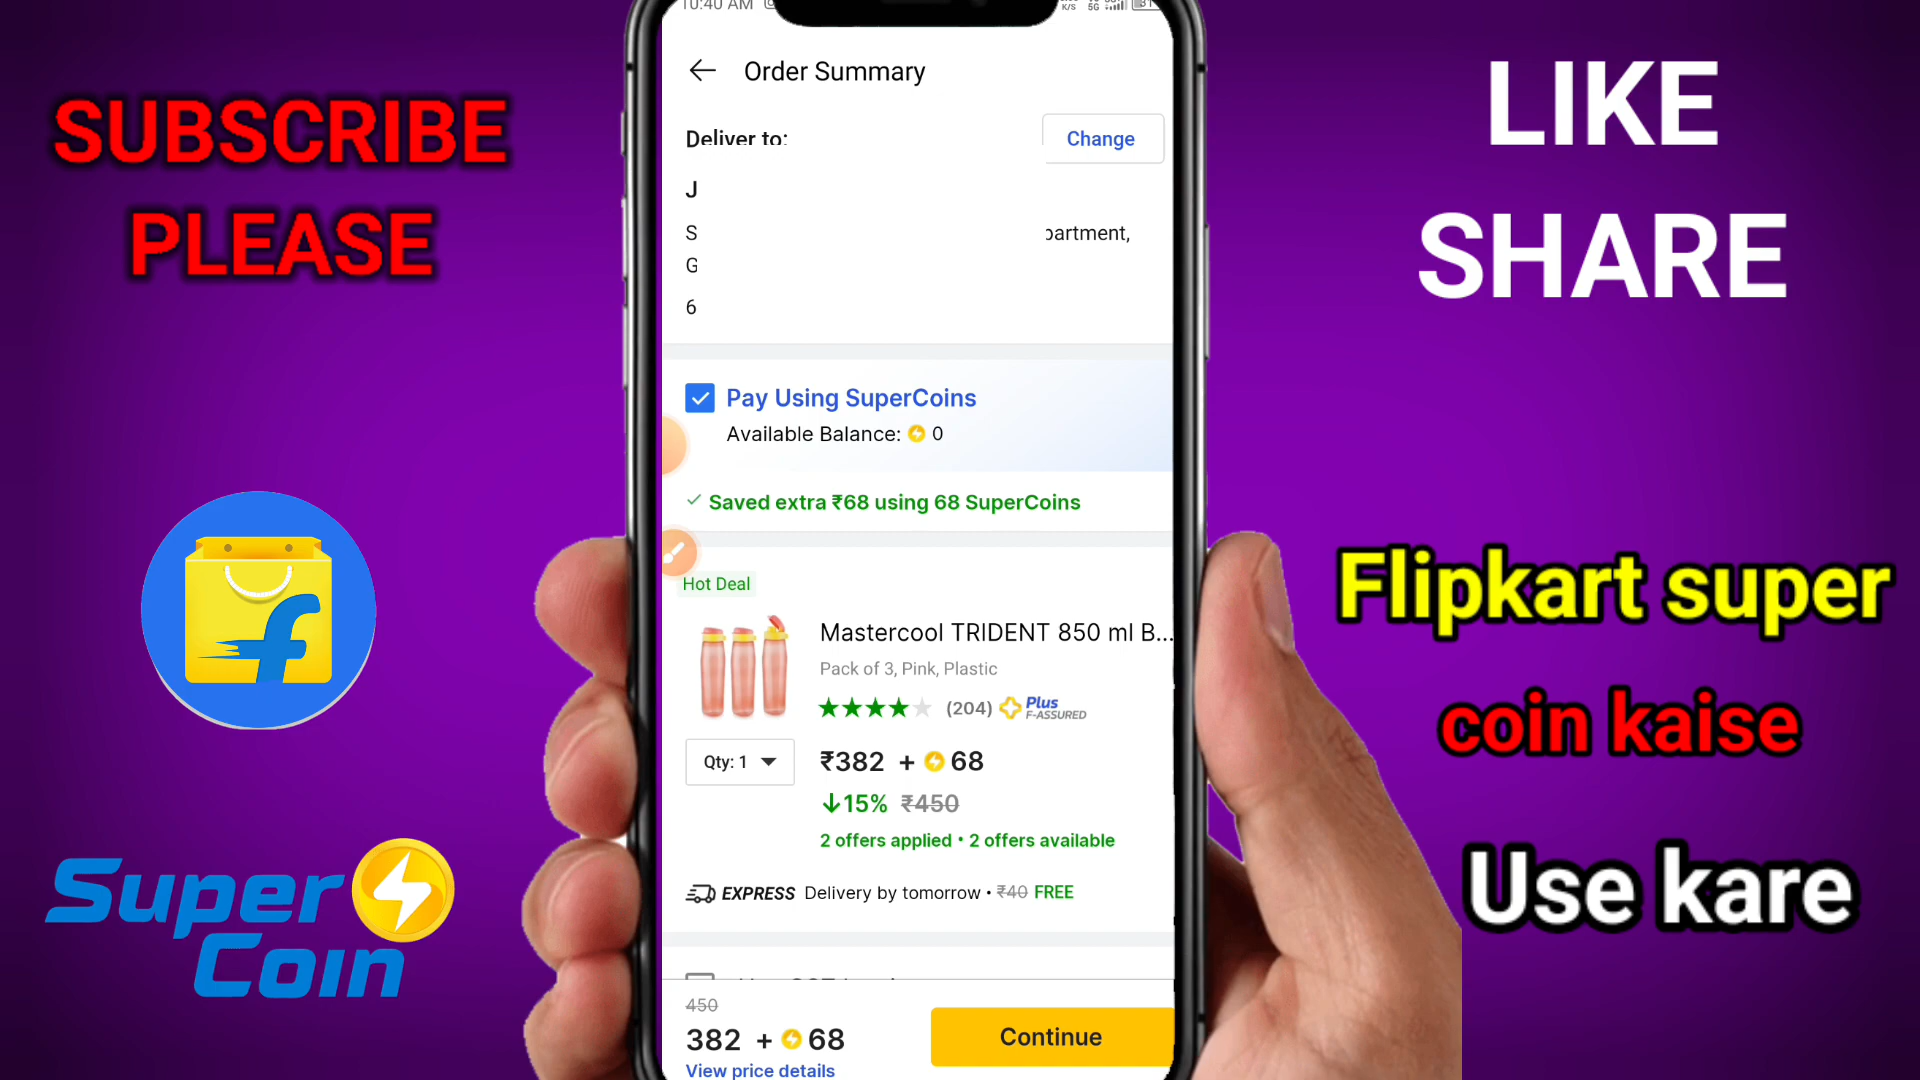 SUBSCRIBE
PLEASE
LIKE
SHARE
Flipkart super
coin kaise
Use kare
Super
Coin
10:40 AM
Order Summary
Deliver to:
Change
J
S
partment,
G
6
Pay Using SuperCoins
Available Balance: 0
Saved extra ₹68 using 68 SuperCoins
Hot Deal
Mastercool TRIDENT 850 ml B...
Pack of 3, Pink, Plastic
(204) Plus F-ASSURED
Qty: 1
₹382 + 68
↓15% ₹450
2 offers applied • 2 offers available
EXPRESS Delivery by tomorrow • ₹40 FREE
450
382 + 68
Continue
View price details